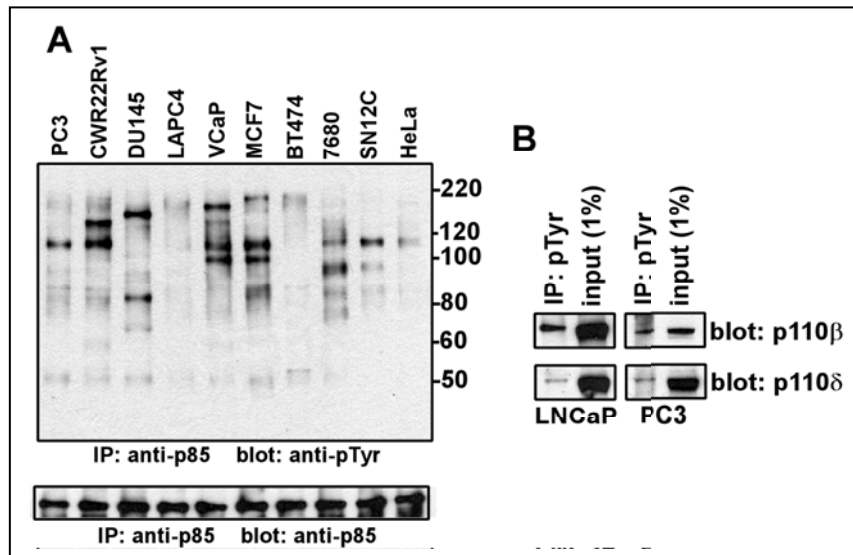 A
PC3
CWR22Rv1
DU145
LAPC4
VCaP
MCF7
BT474
7680
SN12C
HeLa
-220
-120
-100
-80
-60
-50
IP: anti-p85 blot: anti-pTyr
IP: anti-p85 blot: anti-p85
B
IP: pTyr
input (1%)
IP: pTyr
input (1%)
blot: p110β
blot: p110δ
LNCaP PC3